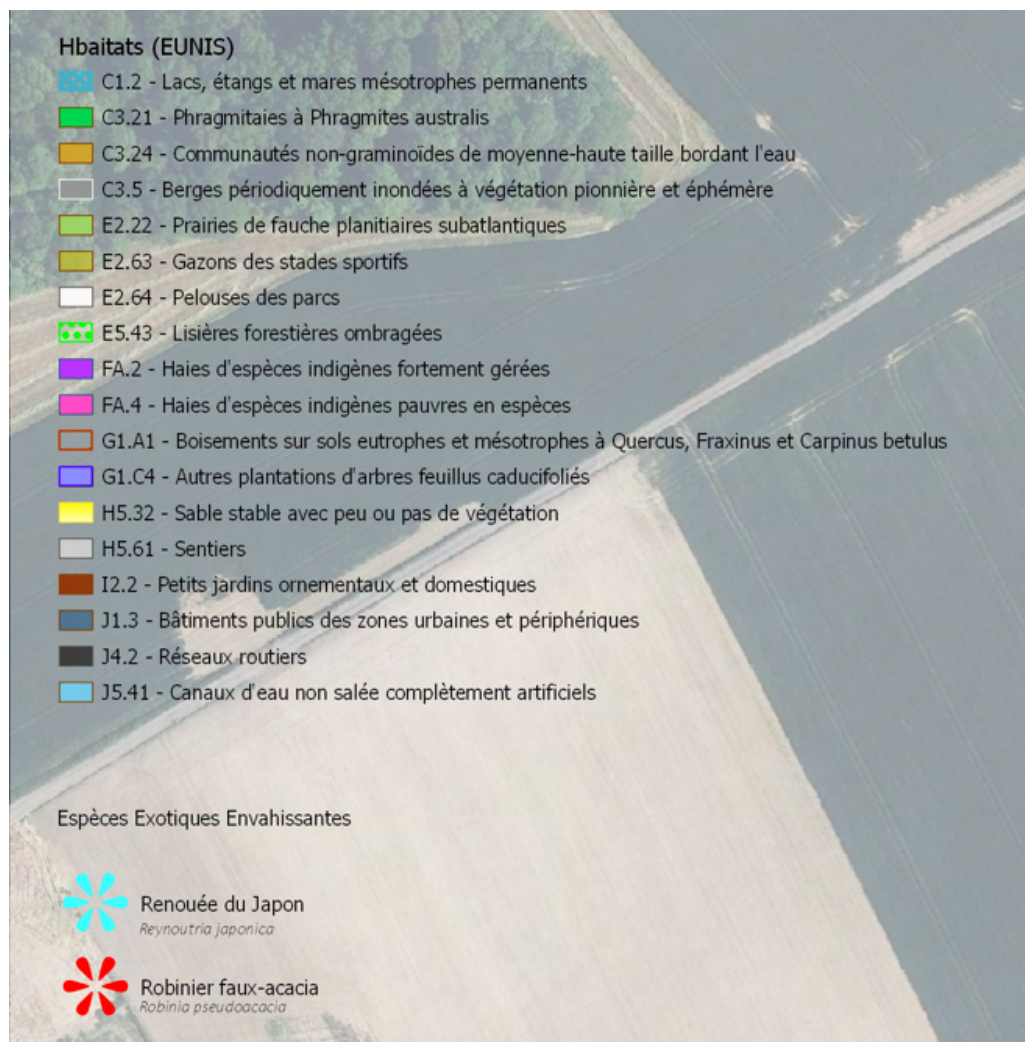 Hbaitats (EUNIS)
C1.2 - Lacs, étangs et mares mésotrophes permanents
C3.21 - Phragmitaies à Phragmites australis
C3.24 - Communautés non-graminoïdes de moyenne-haute taille bordant l'eau
C3.5 - Berges périodiquement inondées à végétation pionnière et éphémère
E2.22 - Prairies de fauche planitiaires subatlantiques
E2.63 - Gazons des stades sportifs
E2.64 - Pelouses des parcs
E5.43 - Lisières forestières ombragées
FA.2 - Haies d'espèces indigènes fortement gérées
FA.4 - Haies d'espèces indigènes pauvres en espèces
G1.A1 - Boisements sur sols eutrophes et mésotrophes à Quercus, Fraxinus et Carpinus betulus
G1.C4 - Autres plantations d'arbres feuillus caducifoliés
H5.32 - Sable stable avec peu ou pas de végétation
H5.61 - Sentiers
I2.2 - Petits jardins ornementaux et domestiques
J1.3 - Bâtiments publics des zones urbaines et périphériques
J4.2 - Réseaux routiers
J5.41 - Canaux d'eau non salée complètement artificiels
Espèces Exotiques Envahissantes
Renouée du Japon
Reynoutria japonica
Robinier faux-acacia
Robinia pseudoacacia